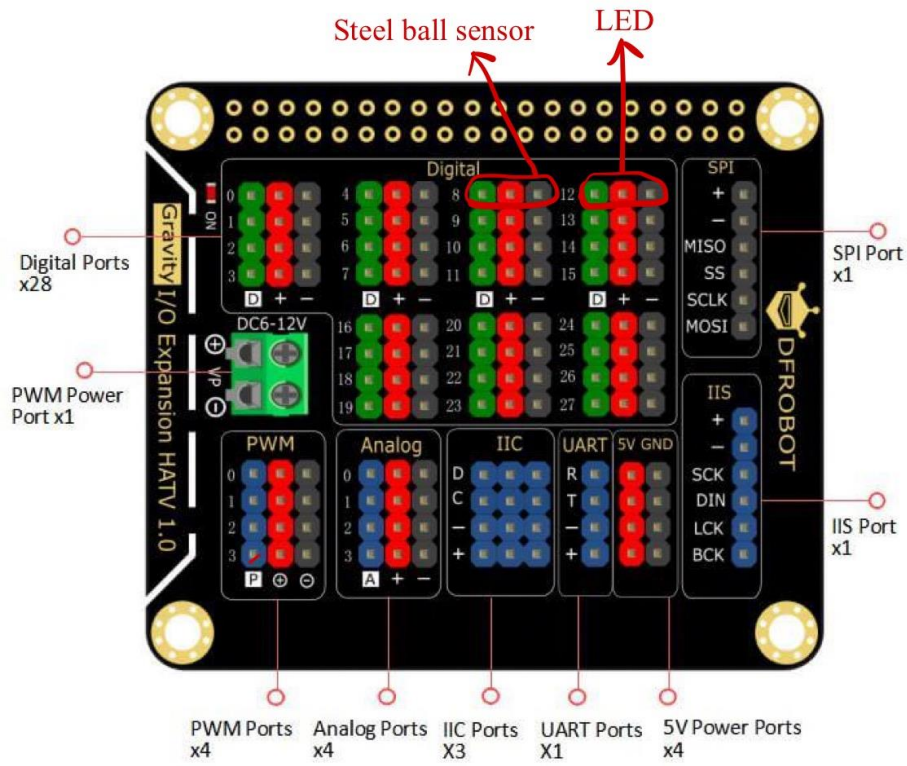 Steel ball sensor
LED
Digital
SPI
0
1
2
3
D + −
4
5
6
7
D + −
8
9
10
11
D + −
12
13
14
15
D + −
+
−
MISO
SS
SCLK
MOSI
ON
Gravity I/O Expansion HAT V 1.0
DFROBOT
Digital Ports
x28
SPI Port
x1
DC6-12V
⊕ VP ⊖
PWM Power
Port x1
16
17
18
19
20
21
22
23
24
25
26
27
IIS
+
−
SCK
DIN
LCK
BCK
IIS Port
x1
PWM
0
1
2
3
P ⊕ ⊖
Analog
0
1
2
3
A + −
IIC
D
C
−
+
UART
R
T
−
+
5V GND
PWM Ports
x4
Analog Ports
x4
IIC Ports
X3
UART Ports
X1
5V Power Ports
x4